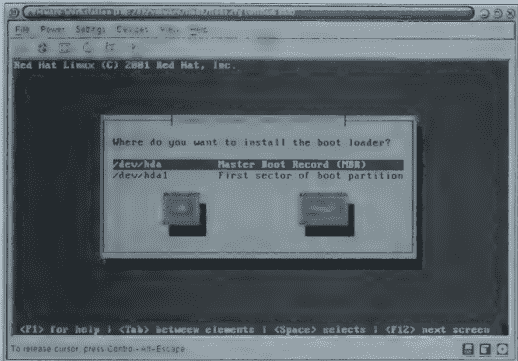 File Power Settings Devices View Help
Red Hat Linux (C) 2001 Red Hat, Inc.
Where do you want to install the boot loader?
/dev/hda Master Boot Record (MBR)
/dev/hda1 First sector of boot partition
<F1> for help | <Tab> between elements | <Space> selects | <F12> next screen
To release cursor, press Control-Alt-Escape